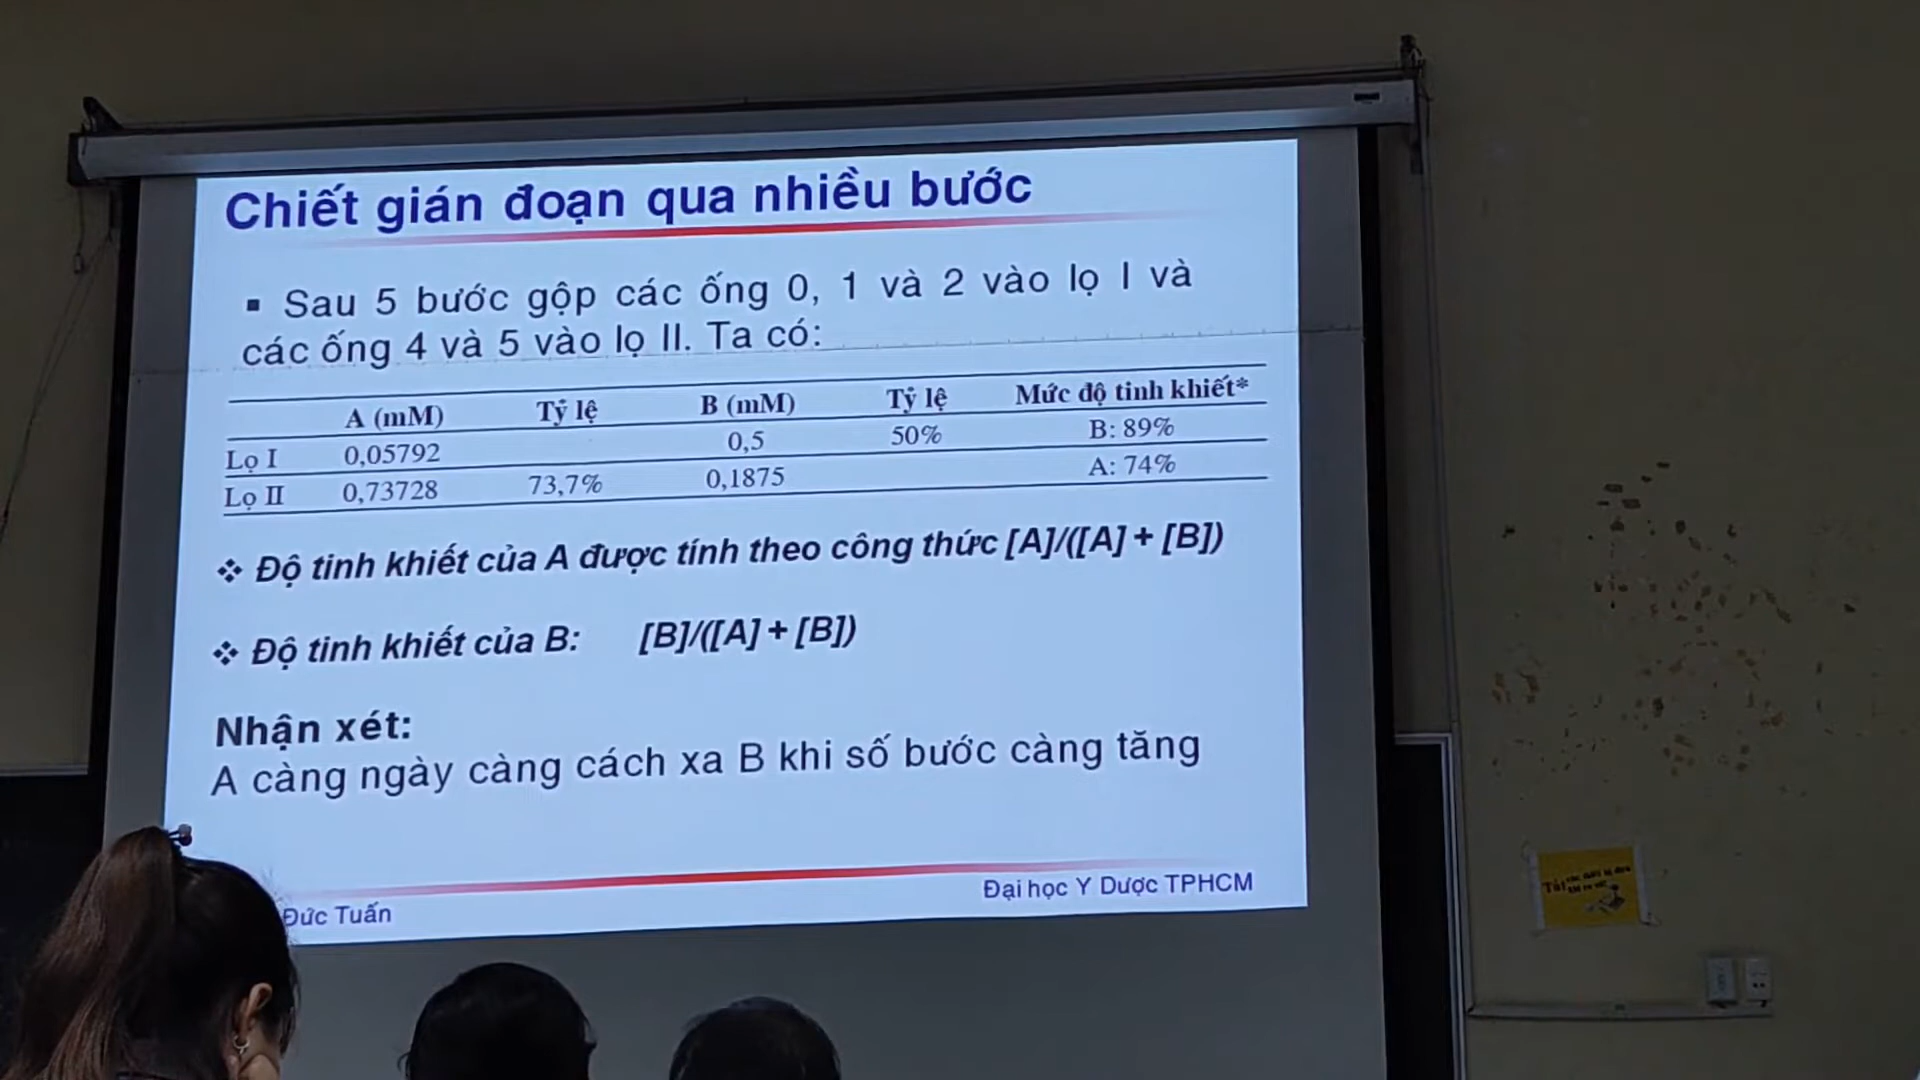 Chiết gián đoạn qua nhiều bước
▪ Sau 5 bước gộp các ống 0, 1 và 2 vào lọ I và
các ống 4 và 5 vào lọ II. Ta có:
A (mM) Tỷ lệ B (mM) Tỷ lệ Mức độ tinh khiết*
Lọ I 0,05792 0,5 50% B: 89%
Lọ II 0,73728 73,7% 0,1875 A: 74%
❖ Độ tinh khiết của A được tính theo công thức [A]/([A] + [B])
❖ Độ tinh khiết của B: [B]/([A] + [B])
Nhận xét:
A càng ngày càng cách xa B khi số bước càng tăng
Đức Tuấn
Đại học Y Dược TPHCM